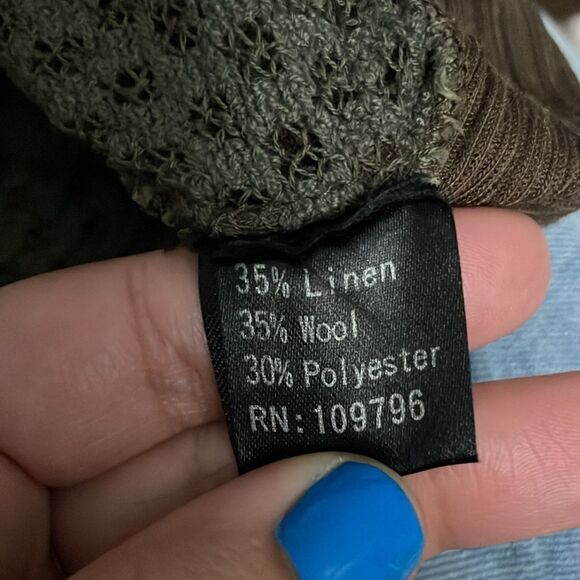 35% Linen
35% Wool
30% Polyester
RN: 109796